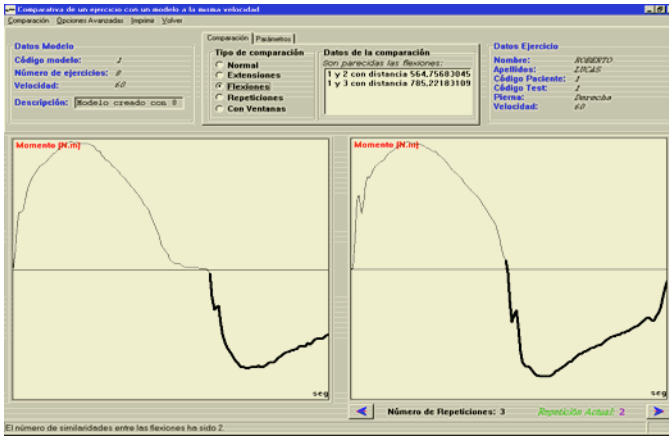 Comparativa de un ejercicio con un modelo a la misma velocidad
Comparación Opciones Avanzadas Imprimir Volver
Datos Modelo
Código modelo: 1
Número de ejercicios: 8
Velocidad: 60
Descripción: Modelo creado con 8
Comparación Parámetros
Tipo de comparación
Normal
Extensiones
Flexiones
Repeticiones
Con Ventanas
Datos de la comparación
Son parecidas las flexiones:
1 y 2 con distancia 564,75683045
1 y 3 con distancia 785,22183109
Datos Ejercicio
Nombre: ROBERTO
Apellidos: LUCAS
Código Paciente: 1
Código Test: 1
Pierna: Derecha
Velocidad: 60
Momento [N.m]
seg
Momento [N.m]
seg
Número de Repeticiones: 3
Repetición Actual: 2
El número de similaridades entre las flexiones ha sido 2.